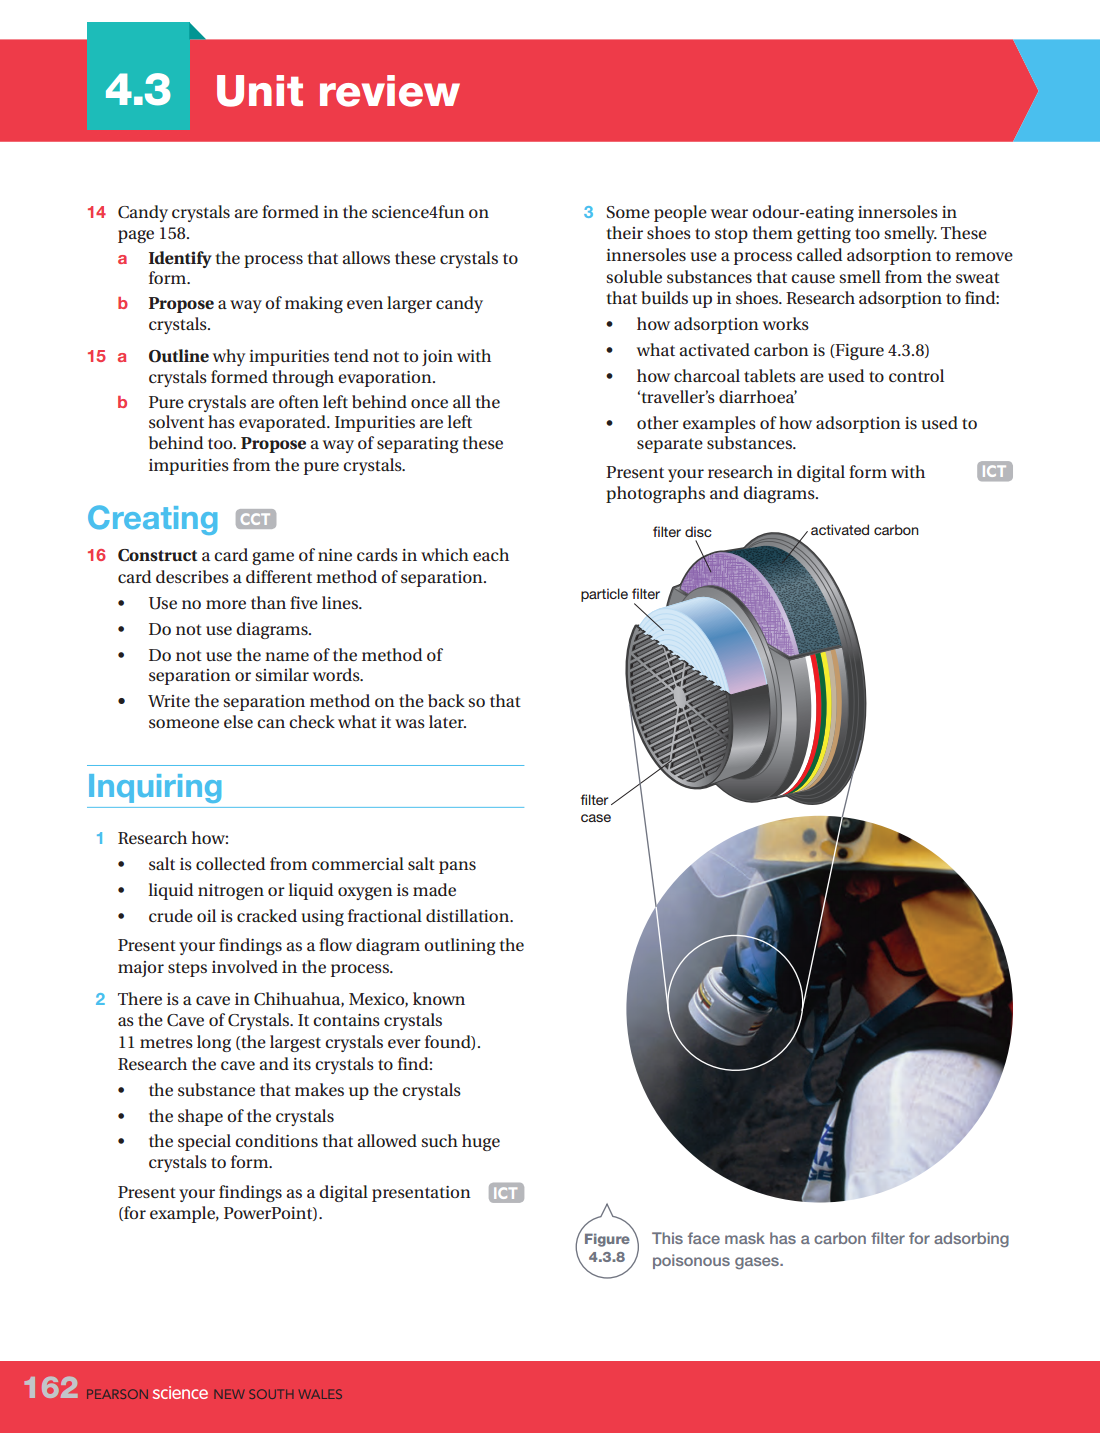 4.3 Unit review
14 Candy crystals are formed in the science4fun on
page 158.
a Identify the process that allows these crystals to
form.
b Propose a way of making even larger candy
crystals.
15 a Outline why impurities tend not to join with
crystals formed through evaporation.
b Pure crystals are often left behind once all the
solvent has evaporated. Impurities are left
behind too. Propose a way of separating these
impurities from the pure crystals.
Creating CCT
16 Construct a card game of nine cards in which each
card describes a different method of separation.
• Use no more than five lines.
• Do not use diagrams.
• Do not use the name of the method of
separation or similar words.
• Write the separation method on the back so that
someone else can check what it was later.
Inquiring
1 Research how:
• salt is collected from commercial salt pans
• liquid nitrogen or liquid oxygen is made
• crude oil is cracked using fractional distillation.
Present your findings as a flow diagram outlining the
major steps involved in the process.
2 There is a cave in Chihuahua, Mexico, known
as the Cave of Crystals. It contains crystals
11 metres long (the largest crystals ever found).
Research the cave and its crystals to find:
• the substance that makes up the crystals
• the shape of the crystals
• the special conditions that allowed such huge
crystals to form.
Present your findings as a digital presentation ICT
(for example, PowerPoint).
3 Some people wear odour-eating innersoles in
their shoes to stop them getting too smelly. These
innersoles use a process called adsorption to remove
soluble substances that cause smell from the sweat
that builds up in shoes. Research adsorption to find:
• how adsorption works
• what activated carbon is (Figure 4.3.8)
• how charcoal tablets are used to control
‘traveller’s diarrhoea’
• other examples of how adsorption is used to
separate substances.
Present your research in digital form with ICT
photographs and diagrams.
filter disc
activated carbon
particle filter
filter
case
Figure
4.3.8
This face mask has a carbon filter for adsorbing
poisonous gases.
162 PEARSON science NEW SOUTH WALES